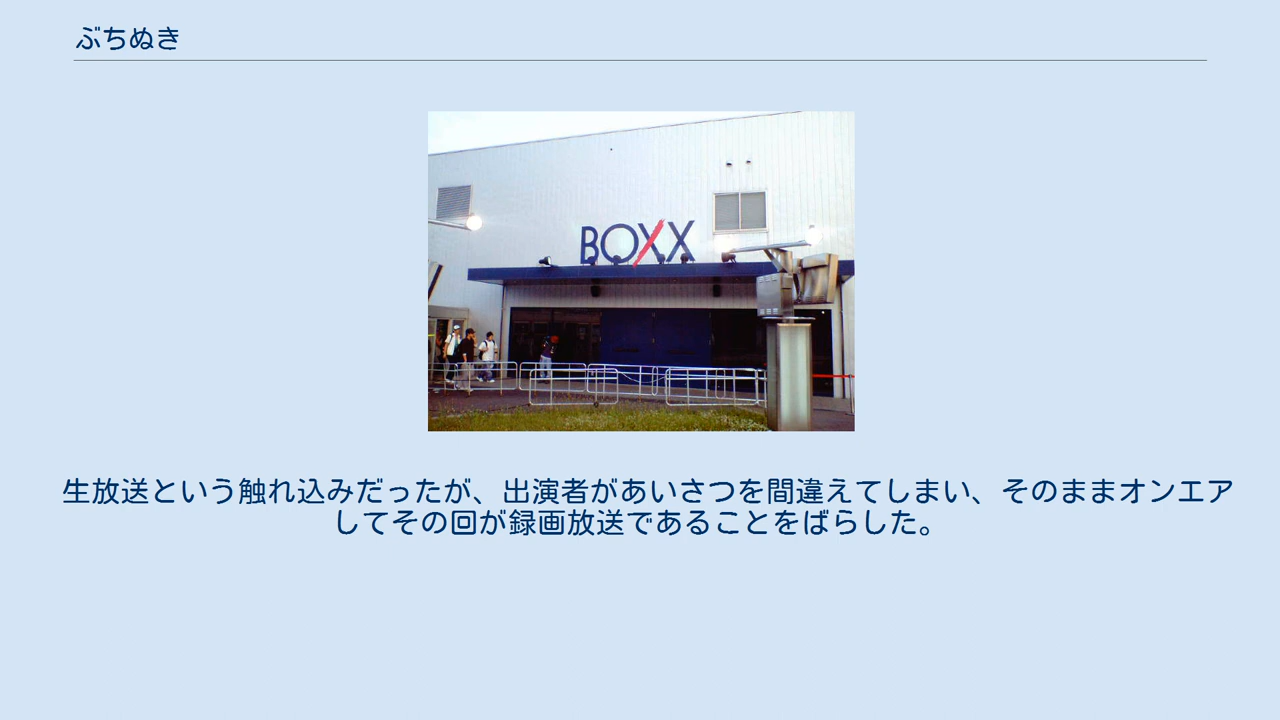 ぶちぬき
BOXX
生放送という触れ込みだったが、出演者があいさつを間違えてしまい、そのままオンエア
してその回が録画放送であることをばらした。